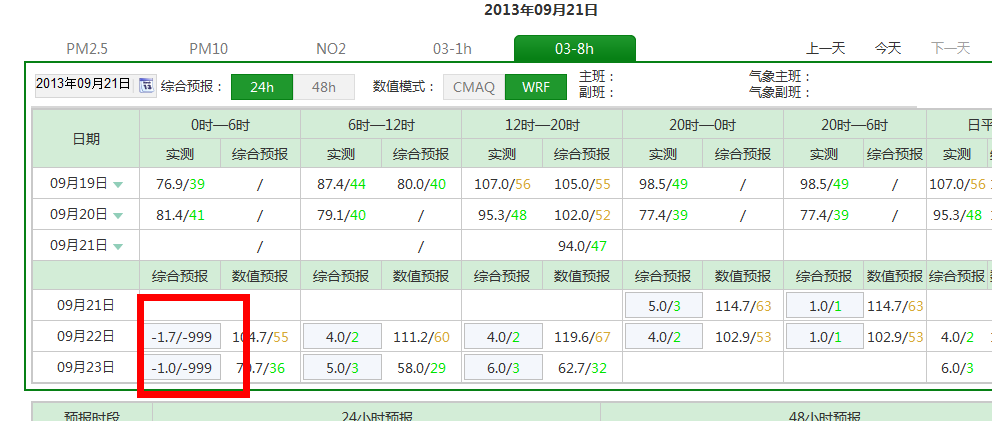 2013年09月21日
PM2.5 PM10 NO2 03-1h 03-8h 上一天 今天 下一天
2013年09月21日 综合预报： 24h 48h 数值模式： CMAQ WRF 主班： 气象主班：
副班： 气象副班：
日期 0时—6时 6时—12时 12时—20时 20时—0时 20时—6时 日平
实测 综合预报 实测 综合预报 实测 综合预报 实测 综合预报 实测 综合预报 实测
09月19日 76.9/39 / 87.4/44 80.0/40 107.0/56 105.0/55 98.5/49 / 98.5/49 / 107.0/56
09月20日 81.4/41 / 79.1/40 / 95.3/48 102.0/52 77.4/39 / 77.4/39 / 95.3/48
09月21日 / / 94.0/47
综合预报 数值预报 综合预报 数值预报 综合预报 数值预报 综合预报 数值预报 综合预报 数值预报 综合预报
09月21日 5.0/3 114.7/63 1.0/1 114.7/63
09月22日 -1.7/-999 104.7/55 4.0/2 111.2/60 4.0/2 119.6/67 4.0/2 102.9/53 1.0/1 102.9/53 4.0/2
09月23日 -1.0/-999 /36 5.0/3 58.0/29 6.0/3 62.7/32 6.0/3
预报时段 24小时预报 48小时预报